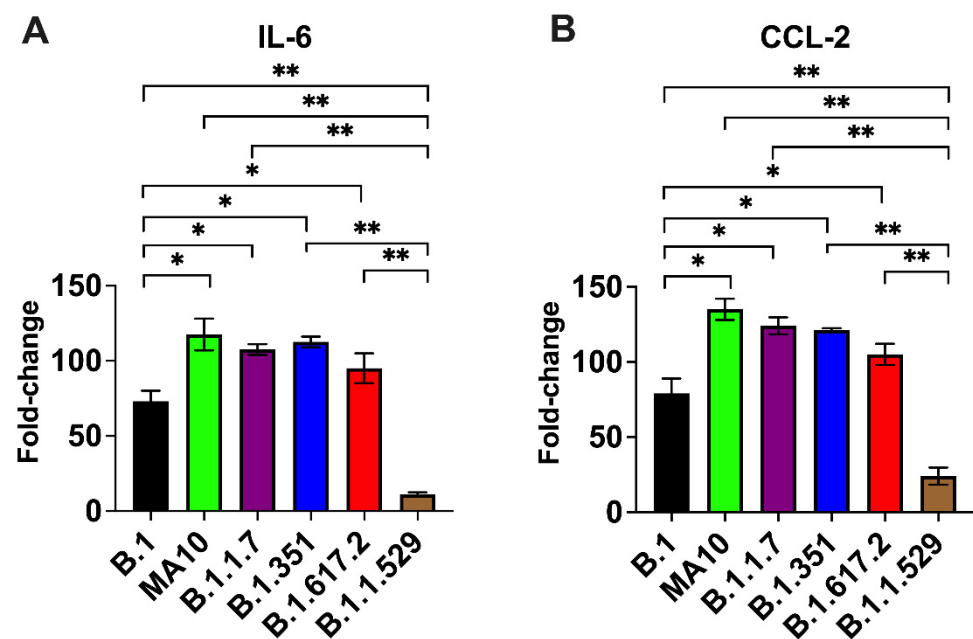 A
IL-6
**
**
**
*
*
**
*
**
*
150
100
50
0
Fold-change
B.1
MA10
B.1.1.7
B.1.351
B.1.617.2
B.1.1.529
B
CCL-2
**
**
**
*
*
**
*
**
*
150
100
50
0
Fold-change
B.1
MA10
B.1.1.7
B.1.351
B.1.617.2
B.1.1.529